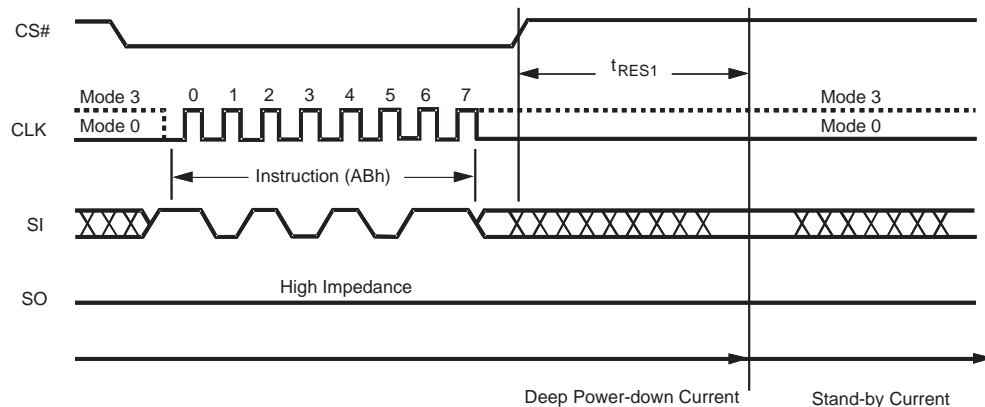 CS#
tRES1
Mode 3
0 1 2 3 4 5 6 7
Mode 3
CLK
Mode 0
Mode 0
Instruction (ABh)
SI
High Impedance
SO
Deep Power-down Current
Stand-by Current